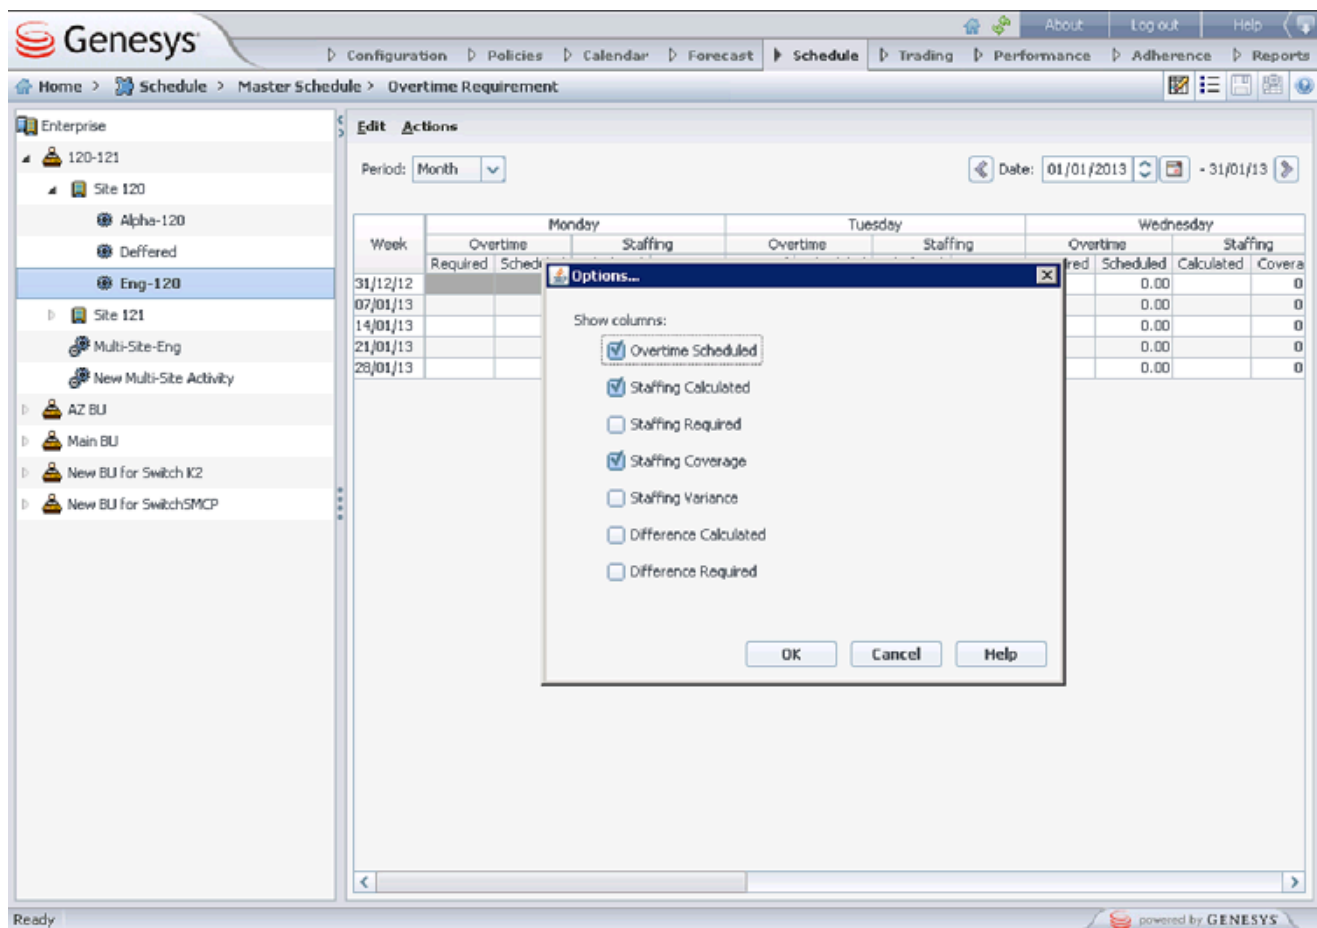 Genesys
About Log out Help
Configuration Policies Calendar Forecast Schedule Trading Performance Adherence Reports
Home > Schedule > Master Schedule > Overtime Requirement
Enterprise
120-121
Site 120
Alpha-120
Deffered
Eng-120
Site 121
Multi-Site-Eng
New Multi-Site Activity
AZ BU
Main BU
New BU for Switch K2
New BU for SwitchSMCP
Edit Actions
Period: Month Date: 01/01/2013 - 31/01/13
Monday Tuesday Wednesday
Week Overtime Staffing Overtime Staffing Overtime Staffing
Required Schedu red Scheduled Calculated Covera
31/12/12 0.00 0
07/01/13 0.00 0
14/01/13 0.00 0
21/01/13 0.00 0
28/01/13 0.00 0
Options...
Show columns:
Overtime Scheduled
Staffing Calculated
Staffing Required
Staffing Coverage
Staffing Variance
Difference Calculated
Difference Required
OK Cancel Help
Ready
powered by GENESYS